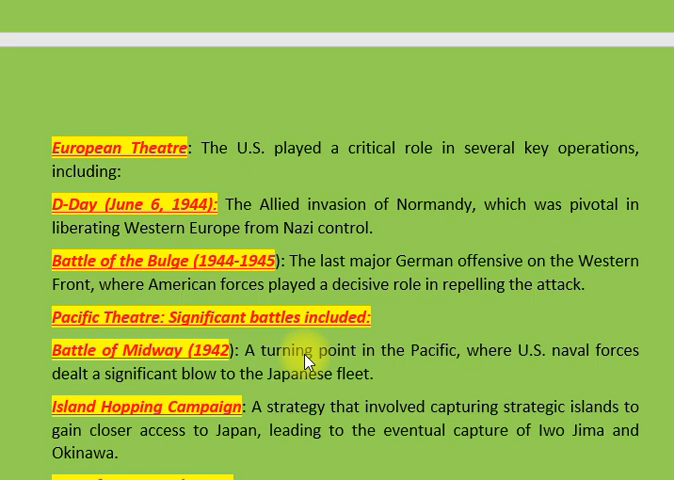 European Theatre: The U.S. played a critical role in several key operations,
including:
D-Day (June 6, 1944): The Allied invasion of Normandy, which was pivotal in
liberating Western Europe from Nazi control.
Battle of the Bulge (1944-1945): The last major German offensive on the Western
Front, where American forces played a decisive role in repelling the attack.
Pacific Theatre: Significant battles included:
Battle of Midway (1942): A turning point in the Pacific, where U.S. naval forces
dealt a significant blow to the Japanese fleet.
Island Hopping Campaign: A strategy that involved capturing strategic islands to
gain closer access to Japan, leading to the eventual capture of Iwo Jima and
Okinawa.